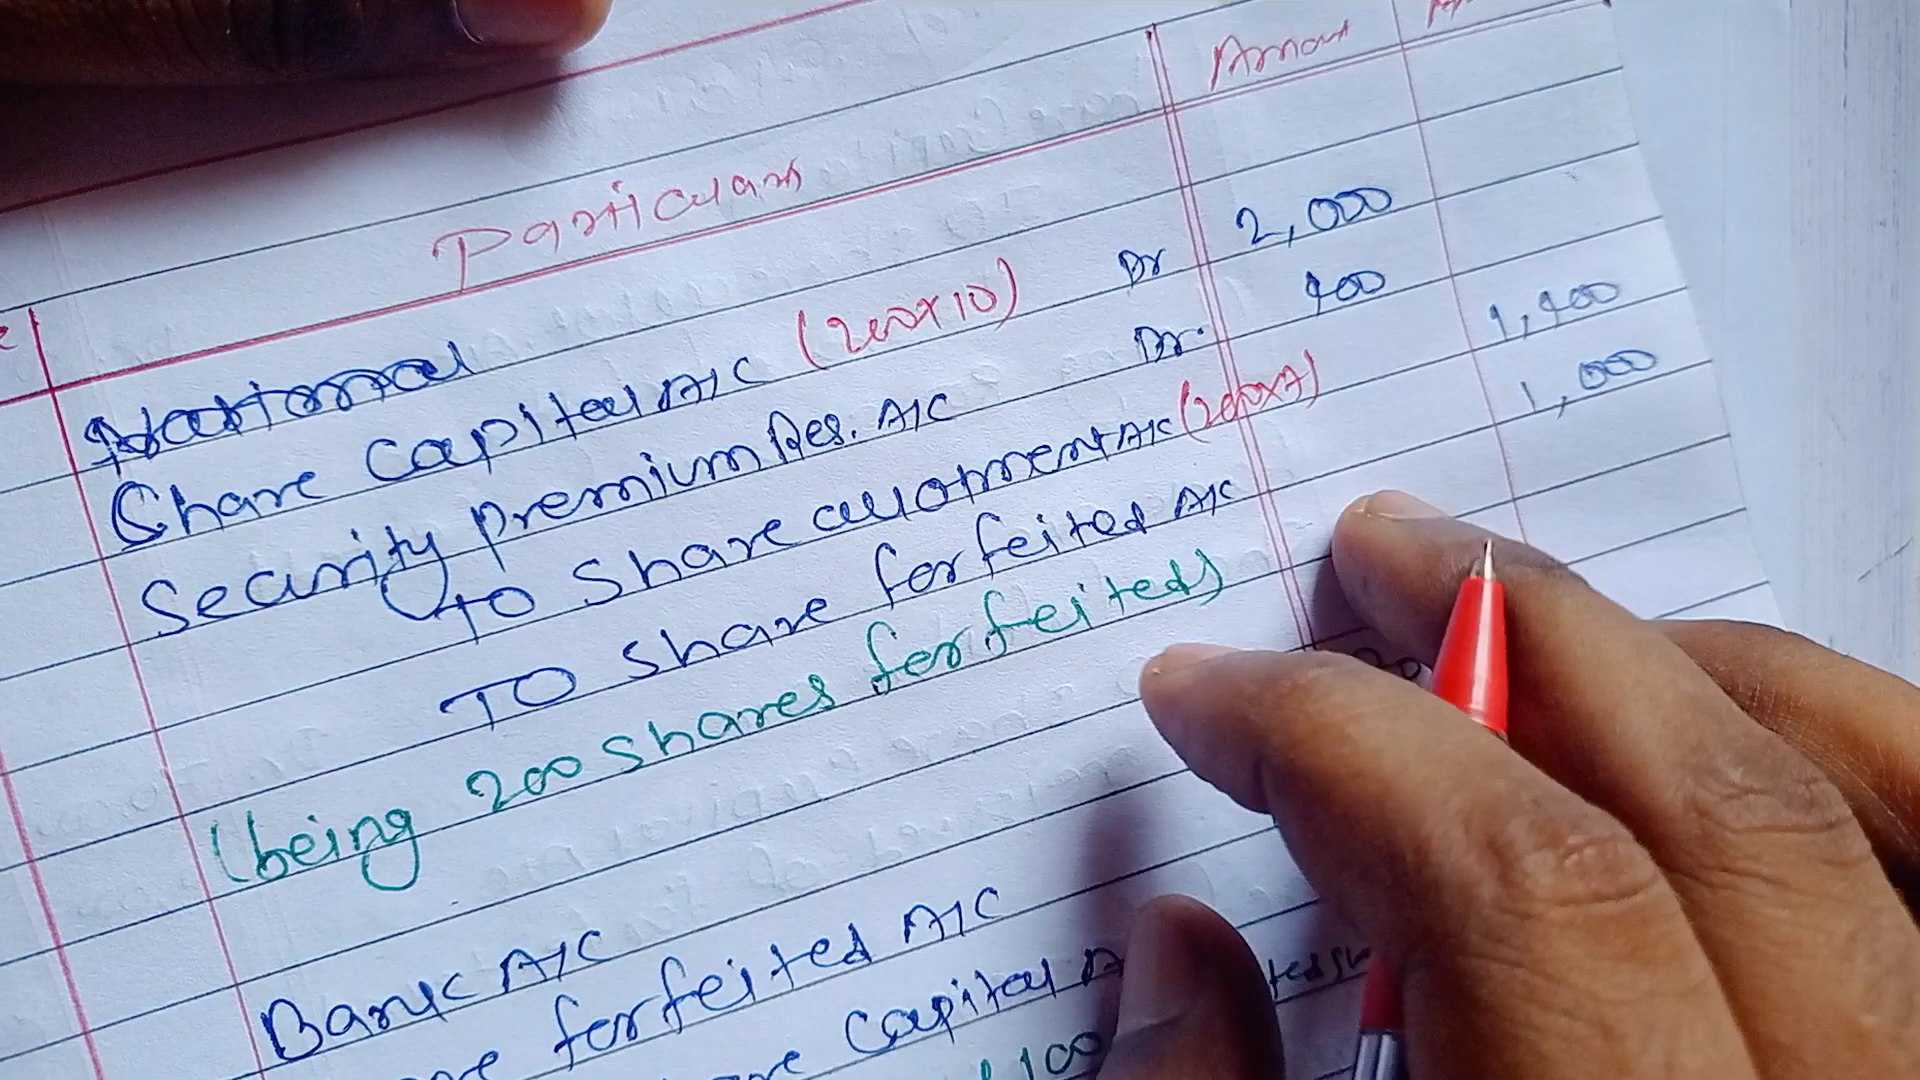 Particulars Amount
Share capital A/C (200x10) Dr 2,000
Security premium Res. A/C Dr. 400
To Share allotment A/C (200x7) 1,400
TO Share forfeited A/C 1,000
(being 200 shares forfeited)
Bank A/C
forfeited A/C
capital
100